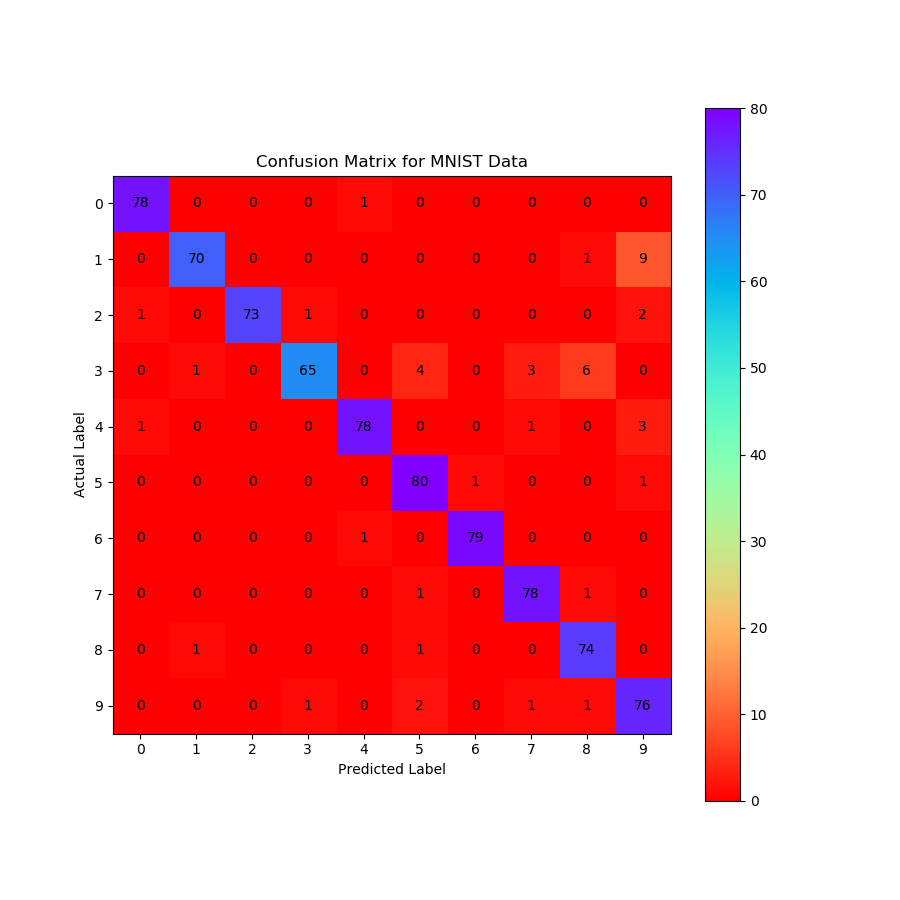 Confusion Matrix for MNIST Data
0 78 0 0 0 1 0 0 0 0 0
1 0 70 0 0 0 0 0 0 1 9
2 1 0 73 1 0 0 0 0 0 2
3 0 1 0 65 0 4 0 3 6 0
4 1 0 0 0 78 0 0 1 0 3
5 0 0 0 0 0 80 1 0 0 1
6 0 0 0 0 1 0 79 0 0 0
7 0 0 0 0 0 1 0 78 1 0
8 0 1 0 0 0 1 0 0 74 0
9 0 0 0 1 0 2 0 1 1 76
0 1 2 3 4 5 6 7 8 9
Predicted Label
Actual Label
80
70
60
50
40
30
20
10
0